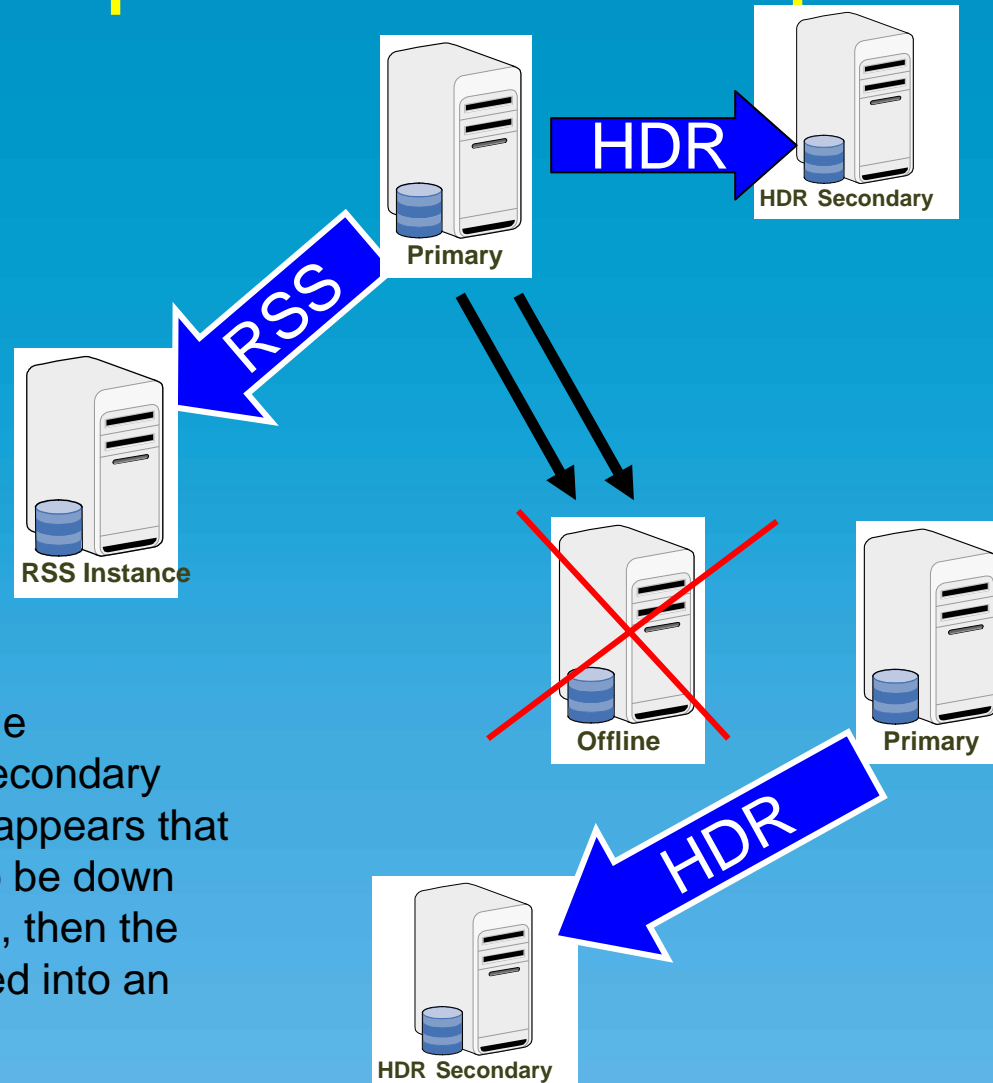 HDR
HDR Secondary
Primary
RSS
RSS Instance
Offline
Primary
econdary
appears that
be down
, then the
ed into an
HDR
HDR Secondary